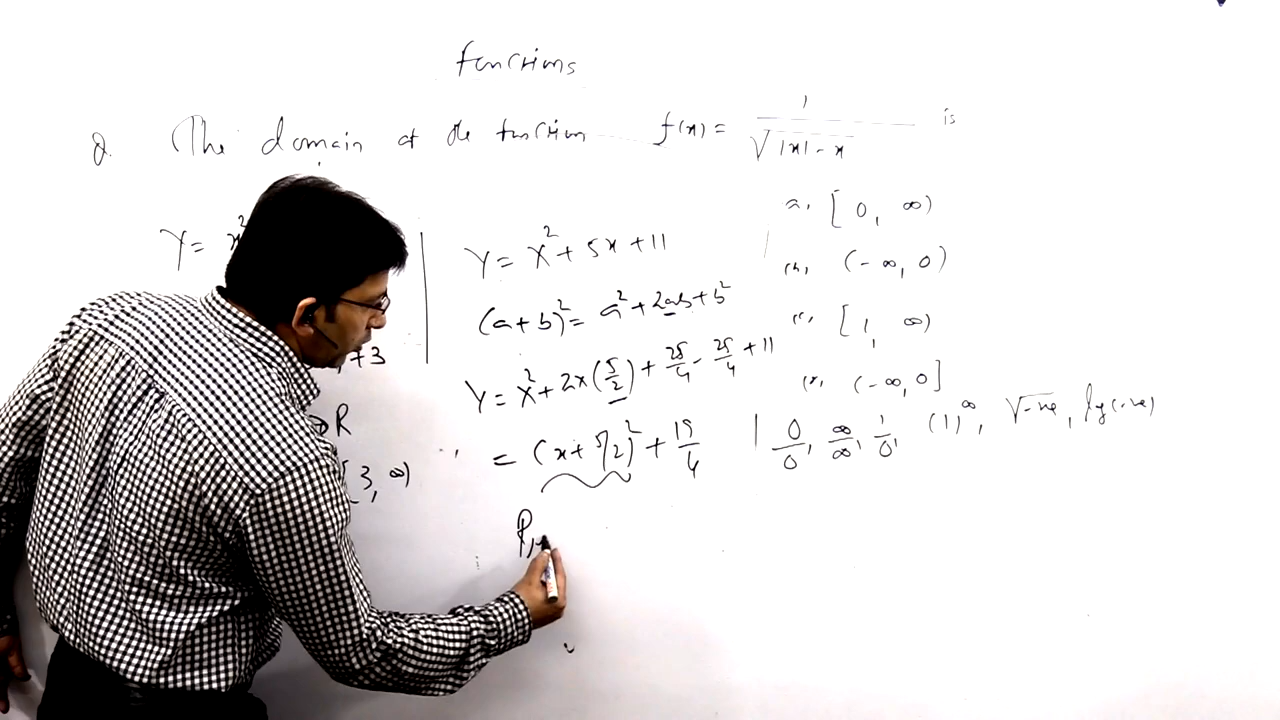 Functions
Q. The domain of the function f(x) = 1/√(|x| - x) is
a, [0, ∞)
(b, (-∞, 0)
(c, [1, ∞)
(-∞, 0]
Y = x²
+3
→ R
[3, ∞)
Y = x² + 5x + 11
(a+b)² = a² + 2ab + b²
Y = x² + 2x(5/2) + 25/4 - 25/4 + 11
= (x + 5/2)² + 19/4
| 0/0, ∞/∞, 1/0, (1)^∞, √-ve, log(-ve)